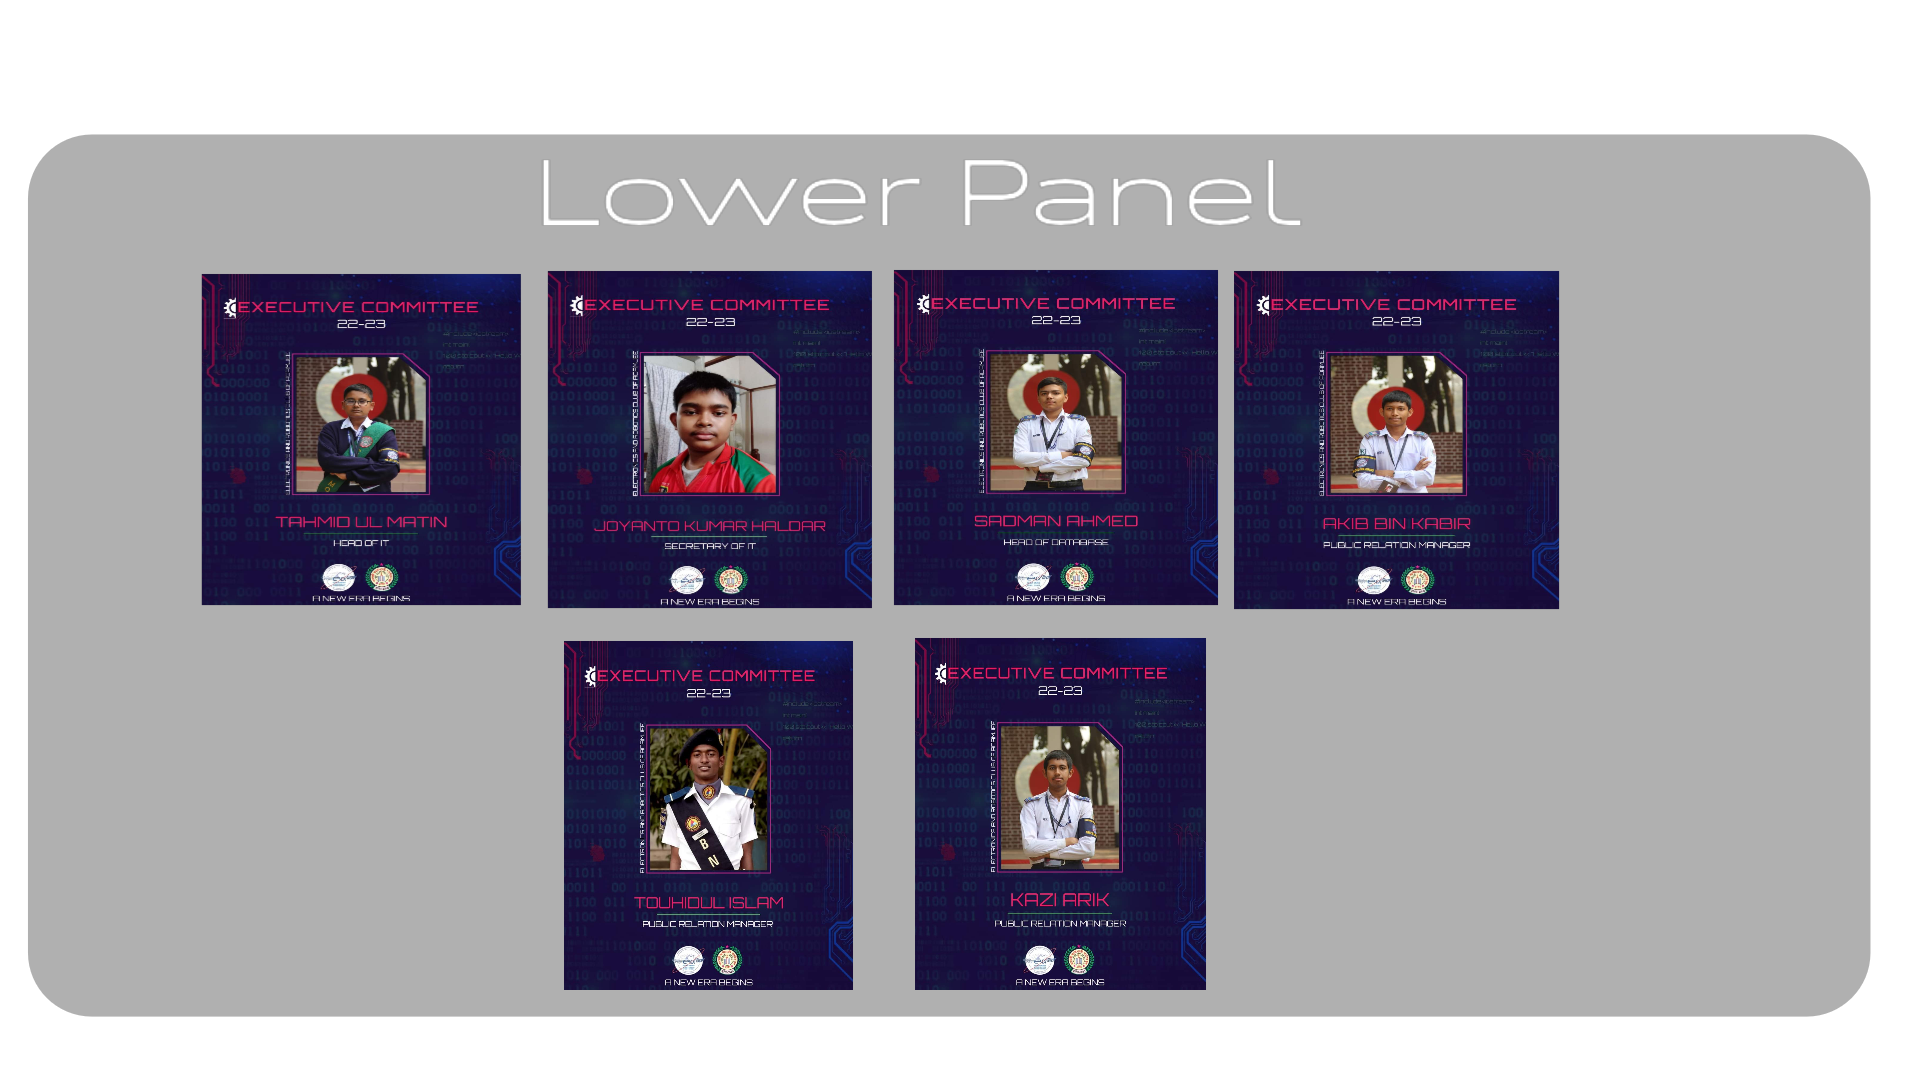 Lower Panel
EXECUTIVE COMMITTEE
22-23
TAHMID UL MATIN
HEAD OF IT
A NEW ERA BEGINS
EXECUTIVE COMMITTEE
22-23
JOYANTO KUMAR HALDAR
SECRETARY OF IT
A NEW ERA BEGINS
EXECUTIVE COMMITTEE
22-23
SADMAN AHMED
HEAD OF DATABASE
A NEW ERA BEGINS
EXECUTIVE COMMITTEE
22-23
AKIB BIN KABIR
PUBLIC RELATION MANAGER
A NEW ERA BEGINS
EXECUTIVE COMMITTEE
22-23
B
N
TOUHIDUL ISLAM
PUBLIC RELATION MANAGER
A NEW ERA BEGINS
EXECUTIVE COMMITTEE
22-23
KAZI ARIK
PUBLIC RELATION MANAGER
A NEW ERA BEGINS